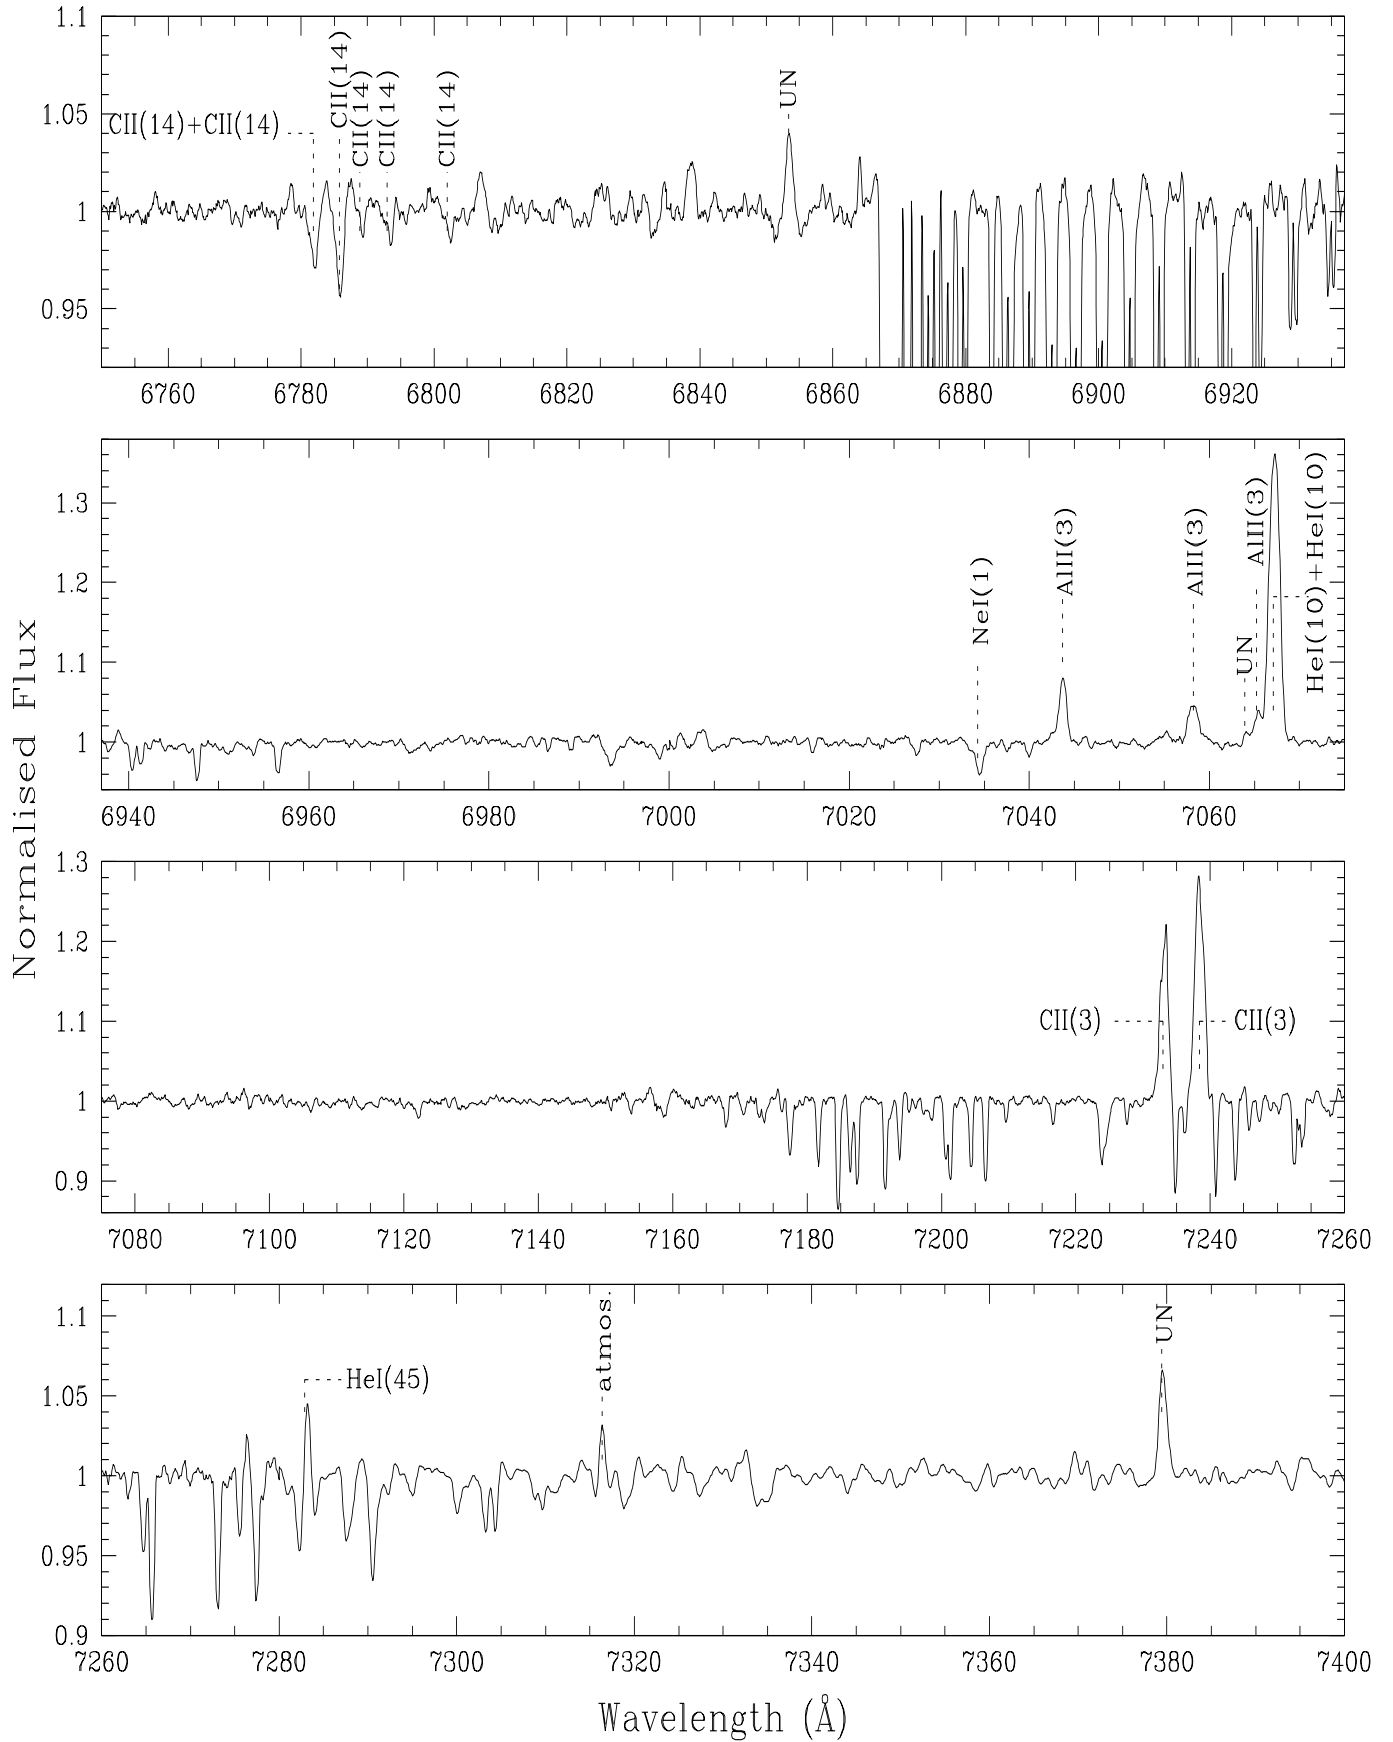 Normalised Flux
1.1
1.05
1
0.95
CII(14)+CII(14)
CII(14)
CII(14)
CII(14)
CII(14)
UN
6760
6780
6800
6820
6840
6860
6880
6900
6920
1.3
1.2
1.1
1
NeI(1)
AlII(3)
AlII(3)
UN
AlII(3)
HeI(10)+HeI(10)
6940
6960
6980
7000
7020
7040
7060
1.3
1.2
1.1
1
0.9
CII(3)
CII(3)
7080
7100
7120
7140
7160
7180
7200
7220
7240
7260
1.1
1.05
1
0.95
0.9
HeI(45)
atmos.
UN
7260
7280
7300
7320
7340
7360
7380
7400
Wavelength (Å)